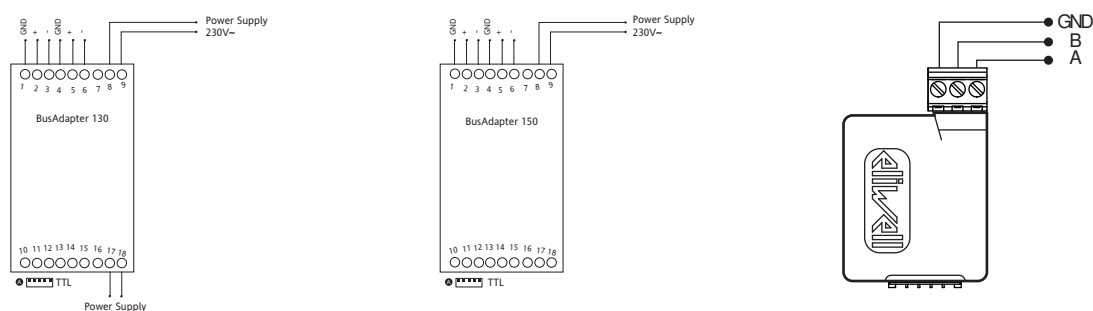 GND + - GND + -
Power Supply
230V~
1 2 3 4 5 6 7 8 9
BusAdapter 130
10 11 12 13 14 15 16 17 18
A TTL
Power Supply
GND + - GND + -
Power Supply
230V~
1 2 3 4 5 6 7 8 9
BusAdapter 150
10 11 12 13 14 15 16 17 18
A TTL
GND
B
A
eliwell